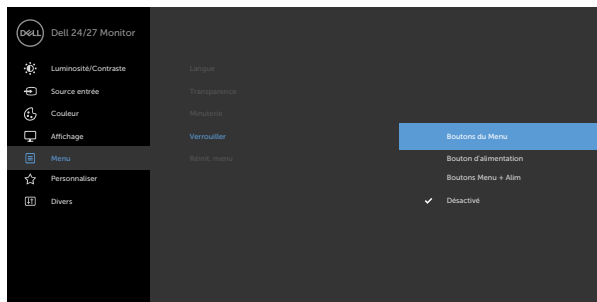 DELL Dell 24/27 Monitor
Luminosité/Contraste Langue
Source entrée Transparence
Couleur Minuterie
Affichage Verrouiller Boutons du Menu
Menu Réinit. menu Bouton d'alimentation
Personnaliser Boutons Menu + Alim
Divers Désactivé